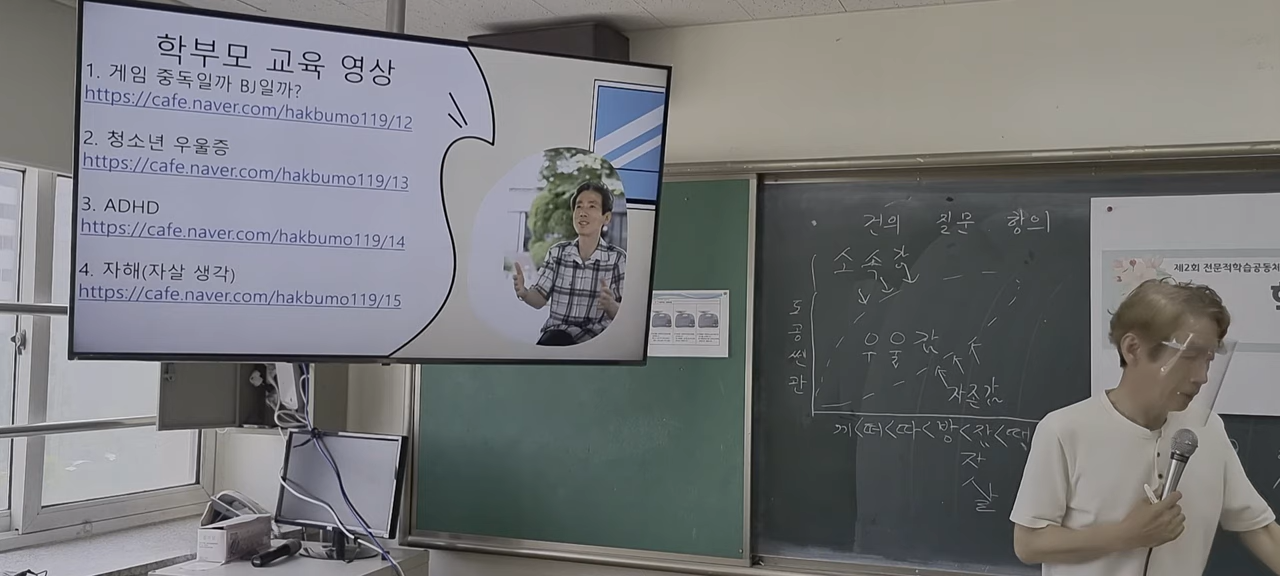 학부모 교육 영상
1. 게임 중독일까 BJ일까?
https://cafe.naver.com/hakbumo119/12
2. 청소년 우울증
https://cafe.naver.com/hakbumo119/13
3. ADHD
https://cafe.naver.com/hakbumo119/14
4. 자해(자살 생각)
https://cafe.naver.com/hakbumo119/15
건의 질문 항의
소속감
우울감
자존감
도공쎈관
끼<떠<따<방<잡<땍
자살
제2회 전문적학습공동체